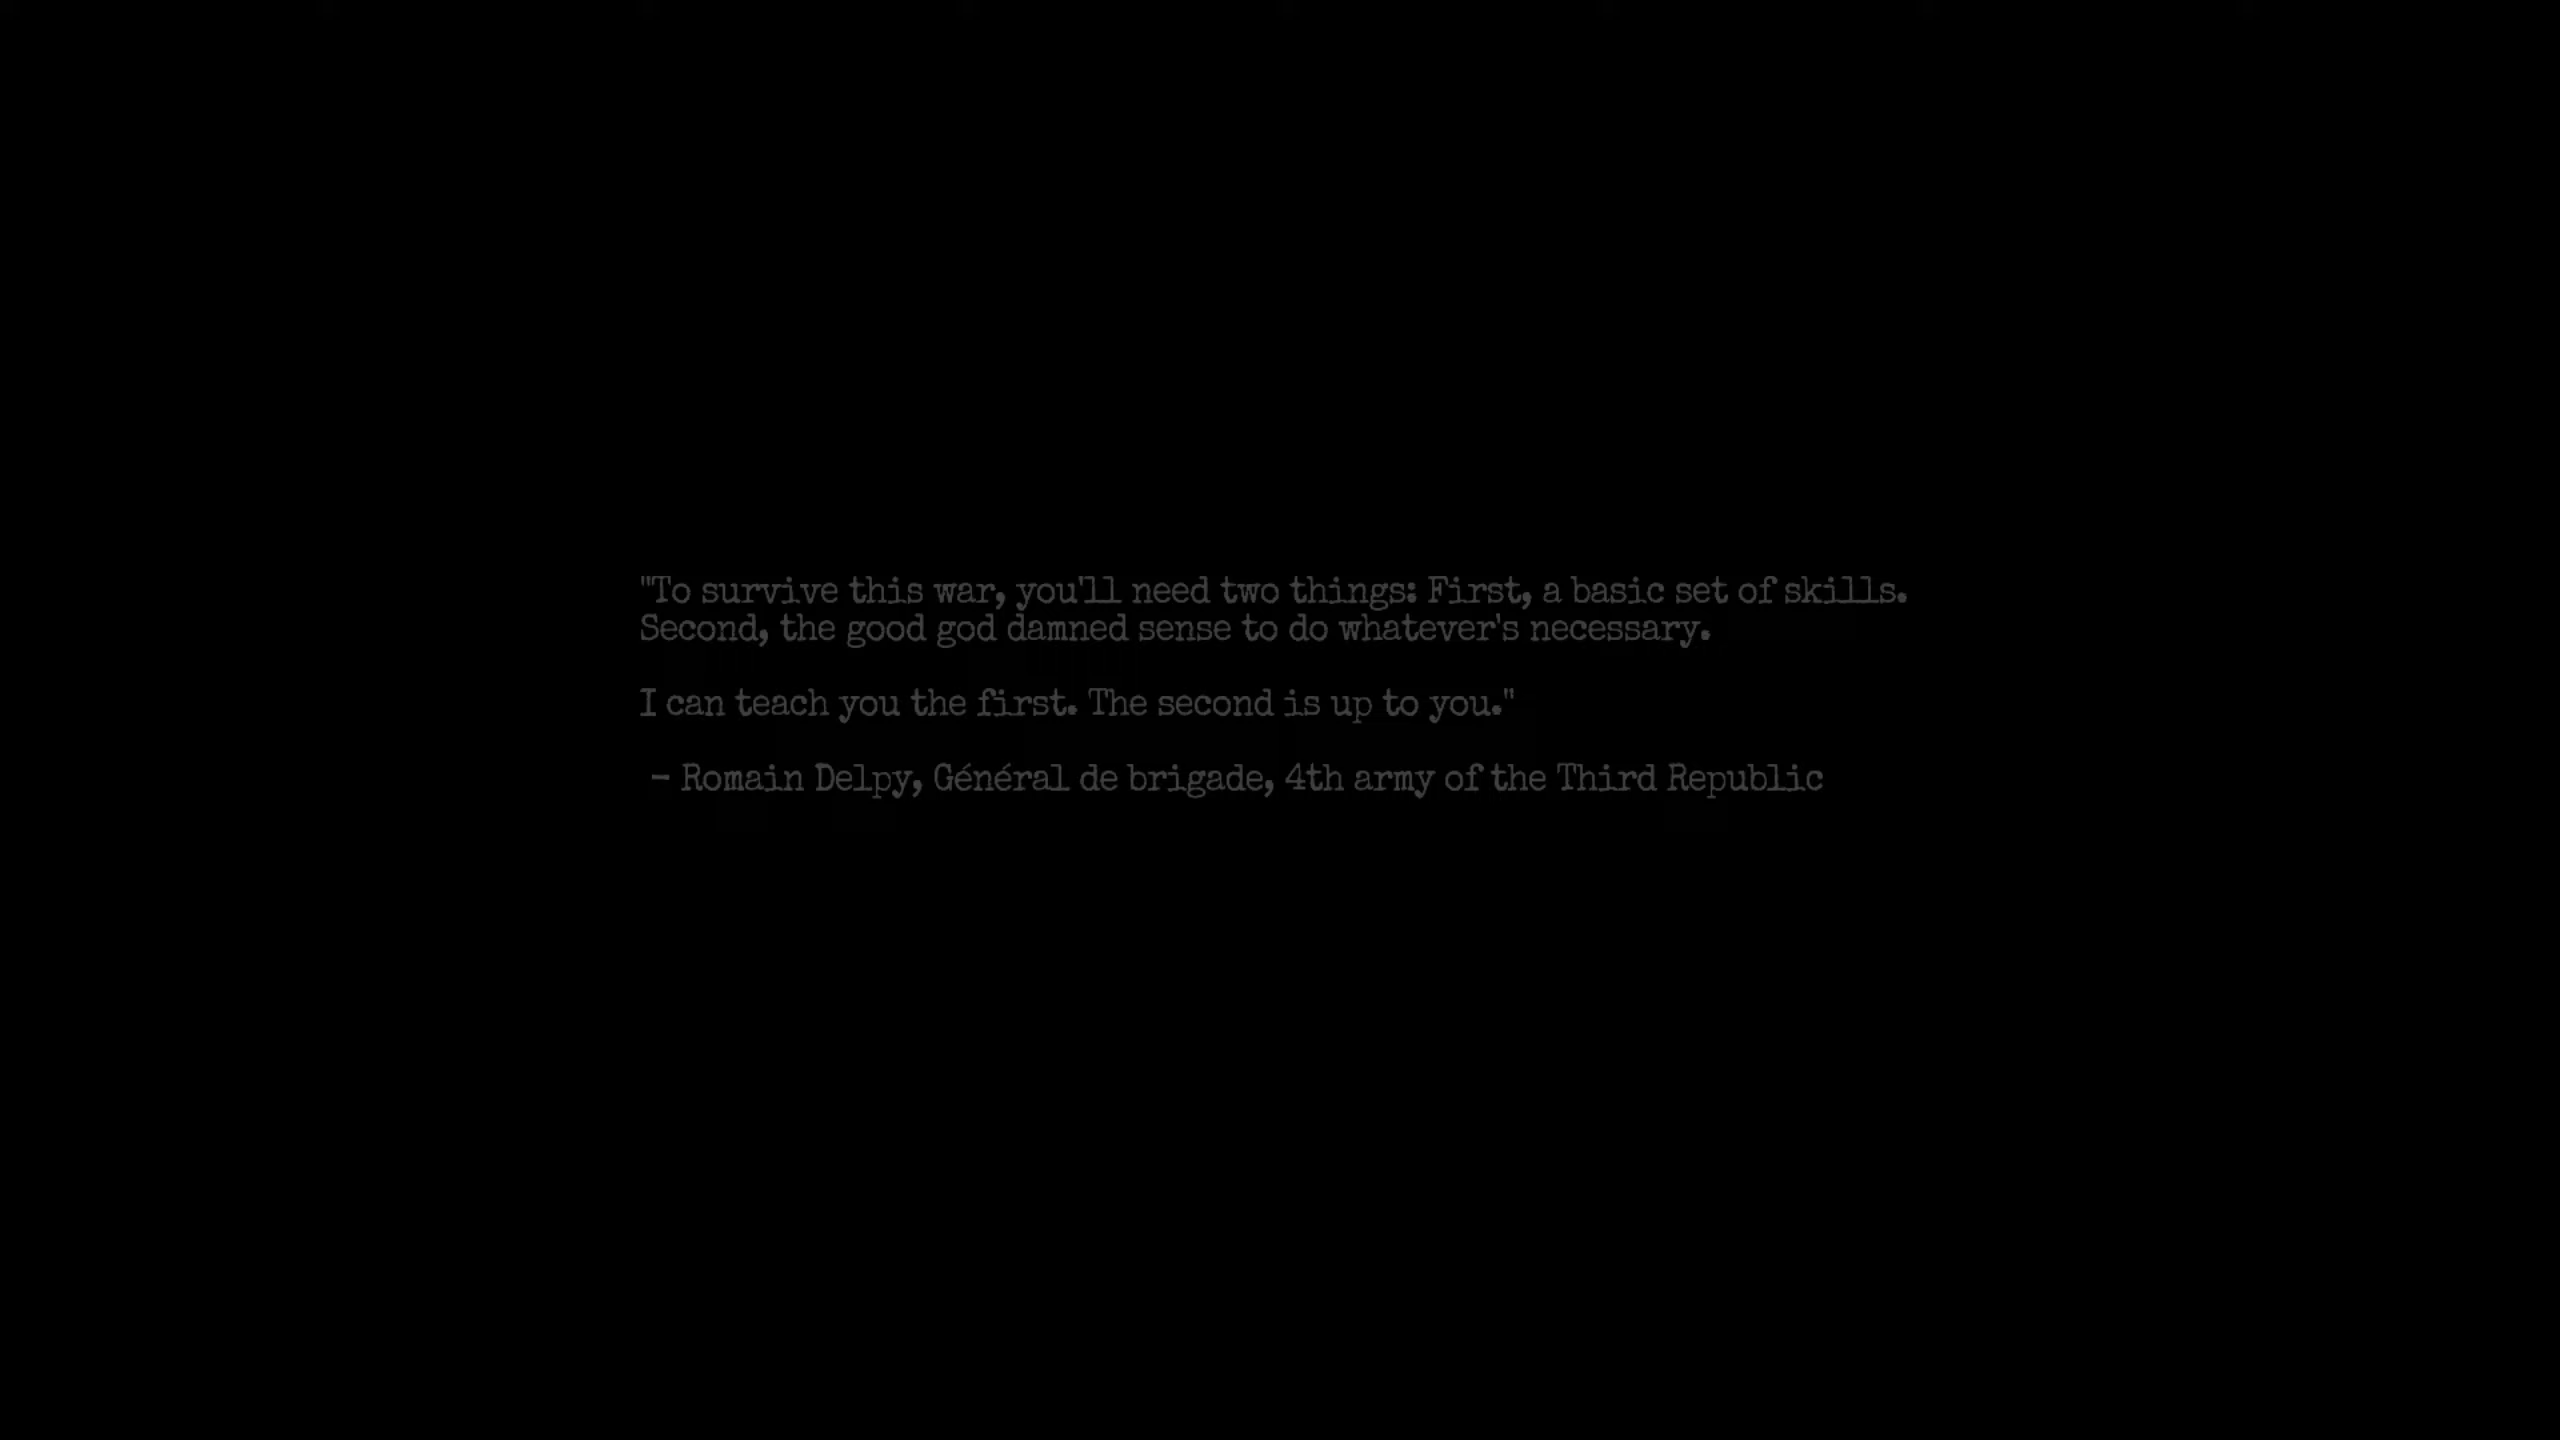 "To survive this war, you'll need two things: First, a basic set of skills.
Second, the good god damned sense to do whatever's necessary.
I can teach you the first. The second is up to you."
- Romain Delpy, Général de brigade, 4th army of the Third Republic